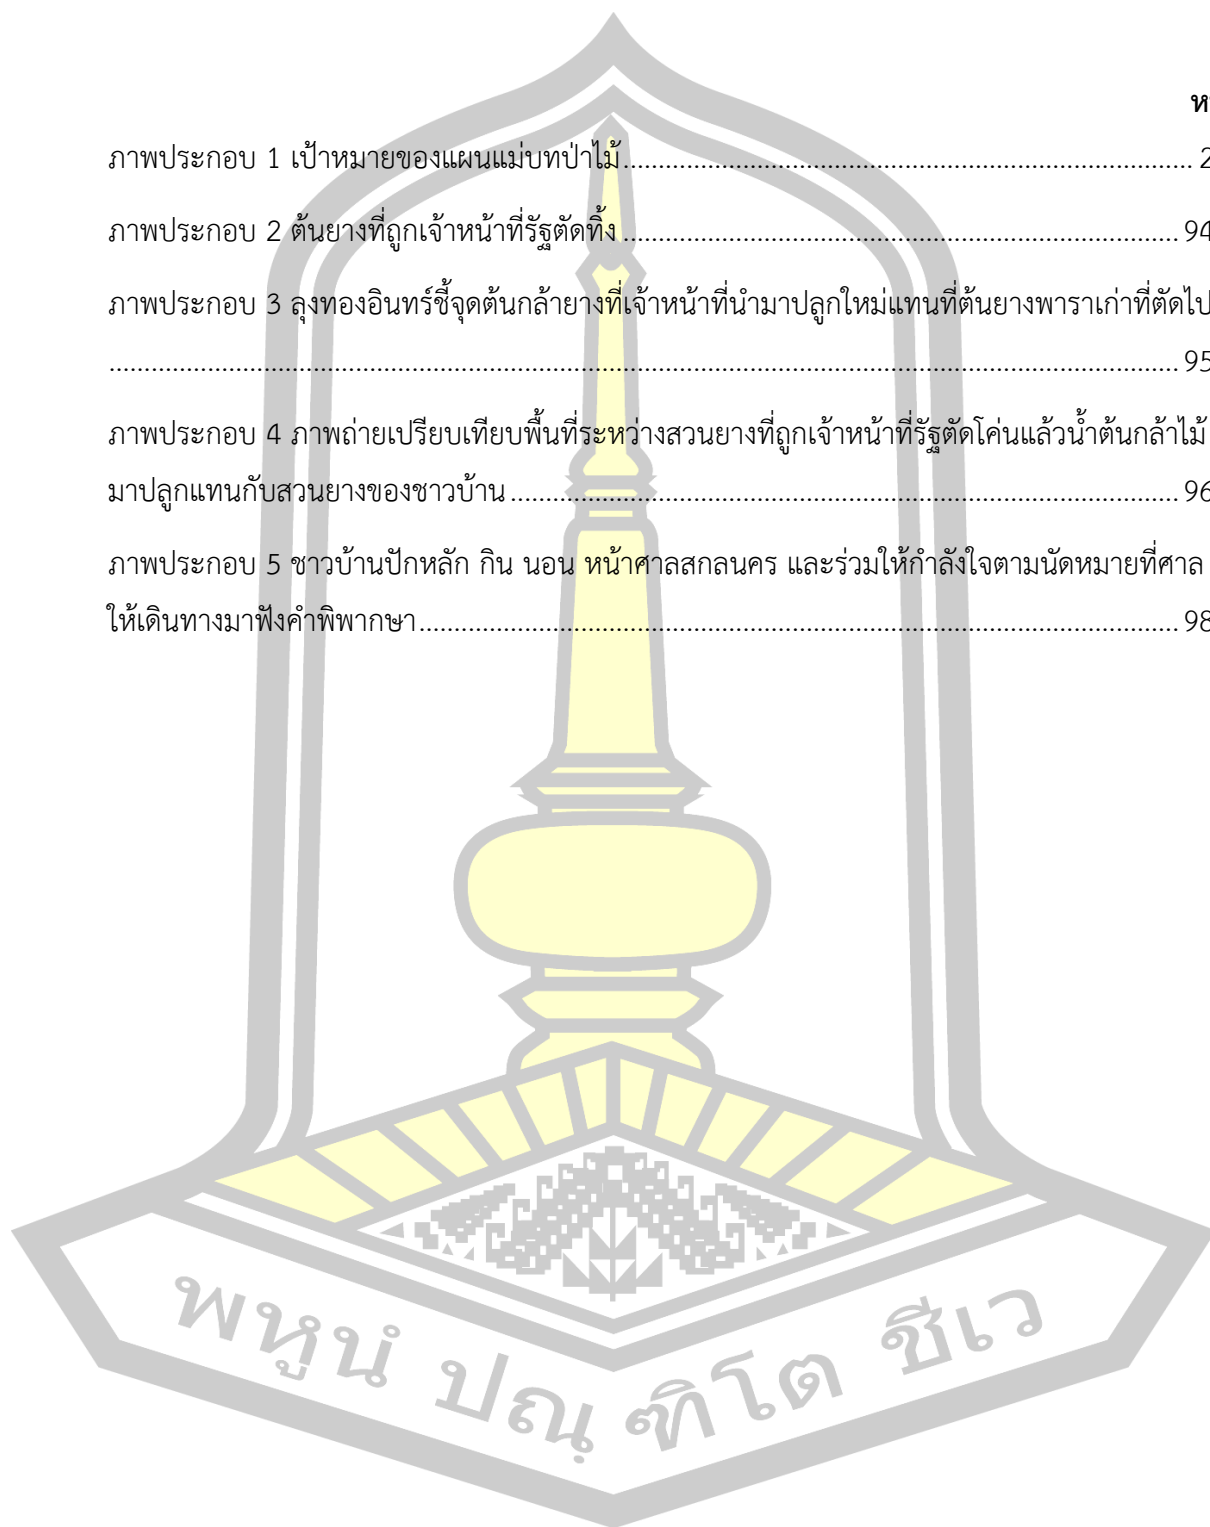 ภาพประกอบ 1 เป้าหมายของแผนแม่บทป่าไม้................................................................................. 2
ภาพประกอบ 2 ต้นยางที่ถูกเจ้าหน้าที่รัฐตัดทิ้ง............................................................................... 94
ภาพประกอบ 3 ลุงทองอินทร์ชี้จุดต้นกล้ายางที่เจ้าหน้าที่นำมาปลูกใหม่แทนที่ต้นยางพาราเก่าที่ตัดไป
......................................................................................................................................................... 95
ภาพประกอบ 4 ภาพถ่ายเปรียบเทียบพื้นที่ระหว่างสวนยางที่ถูกเจ้าหน้าที่รัฐตัดโค่นแล้วน้ำต้นกล้าไม้
มาปลูกแทนกับสวนยางของชาวบ้าน............................................................................................... 96
ภาพประกอบ 5 ชาวบ้านปักหลัก กิน นอน หน้าศาลสกลนคร และร่วมให้กำลังใจตามนัดหมายที่ศาล
ให้เดินทางมาฟังคำพิพากษา............................................................................................................ 98
พหูนํ ปณฺฑิโต ชีเว